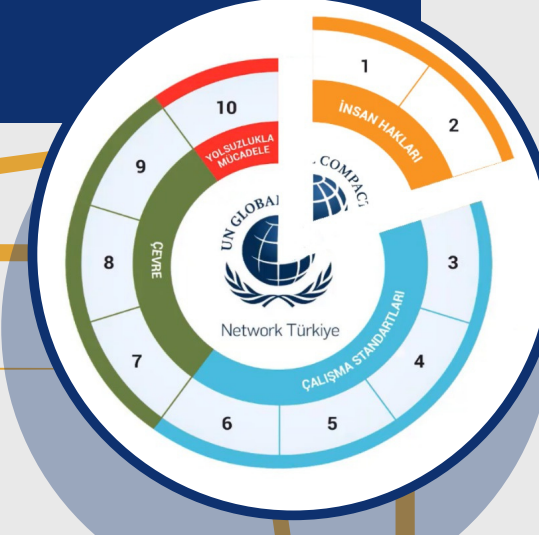 1
2
İNSAN HAKLARI
3
4
5
6
ÇALIŞMA STANDARTLARI
7
8
9
ÇEVRE
10
YOLSUZLUKLA
MÜCADELE
UN GLOBAL COMPACT
Network Türkiye